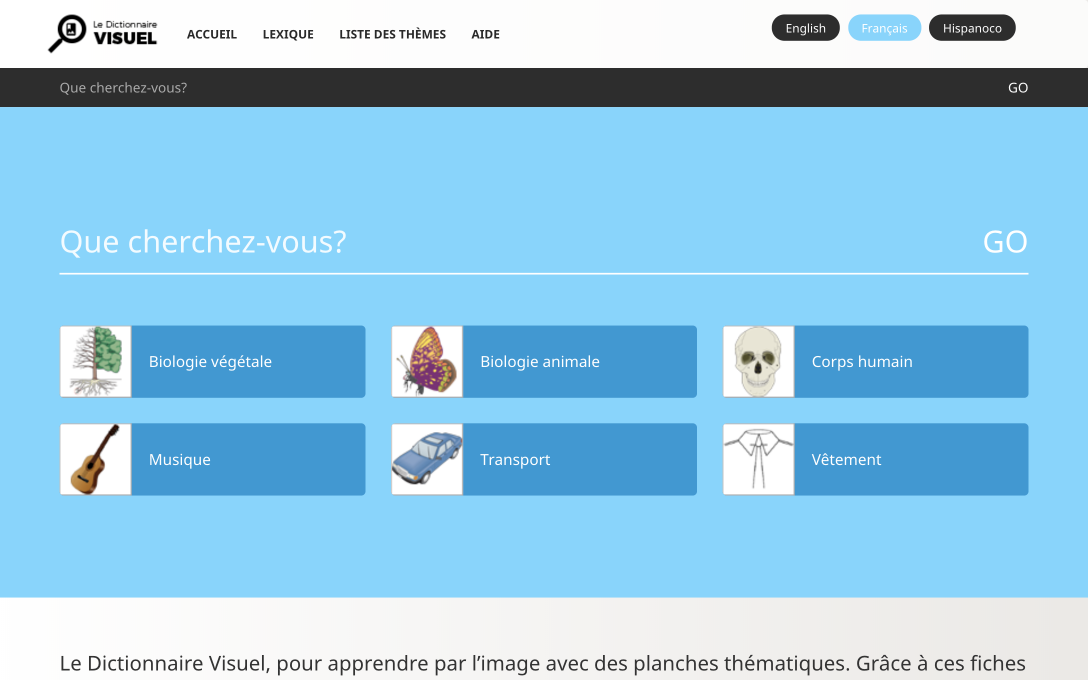 Le Dictionnaire
VISUEL
ACCUEIL LEXIQUE LISTE DES THÈMES AIDE
English Français Hispanoco
Que cherchez-vous? GO
Que cherchez-vous? GO
Biologie végétale Biologie animale Corps humain
Musique Transport Vêtement
Le Dictionnaire Visuel, pour apprendre par l’image avec des planches thématiques. Grâce à ces fiches